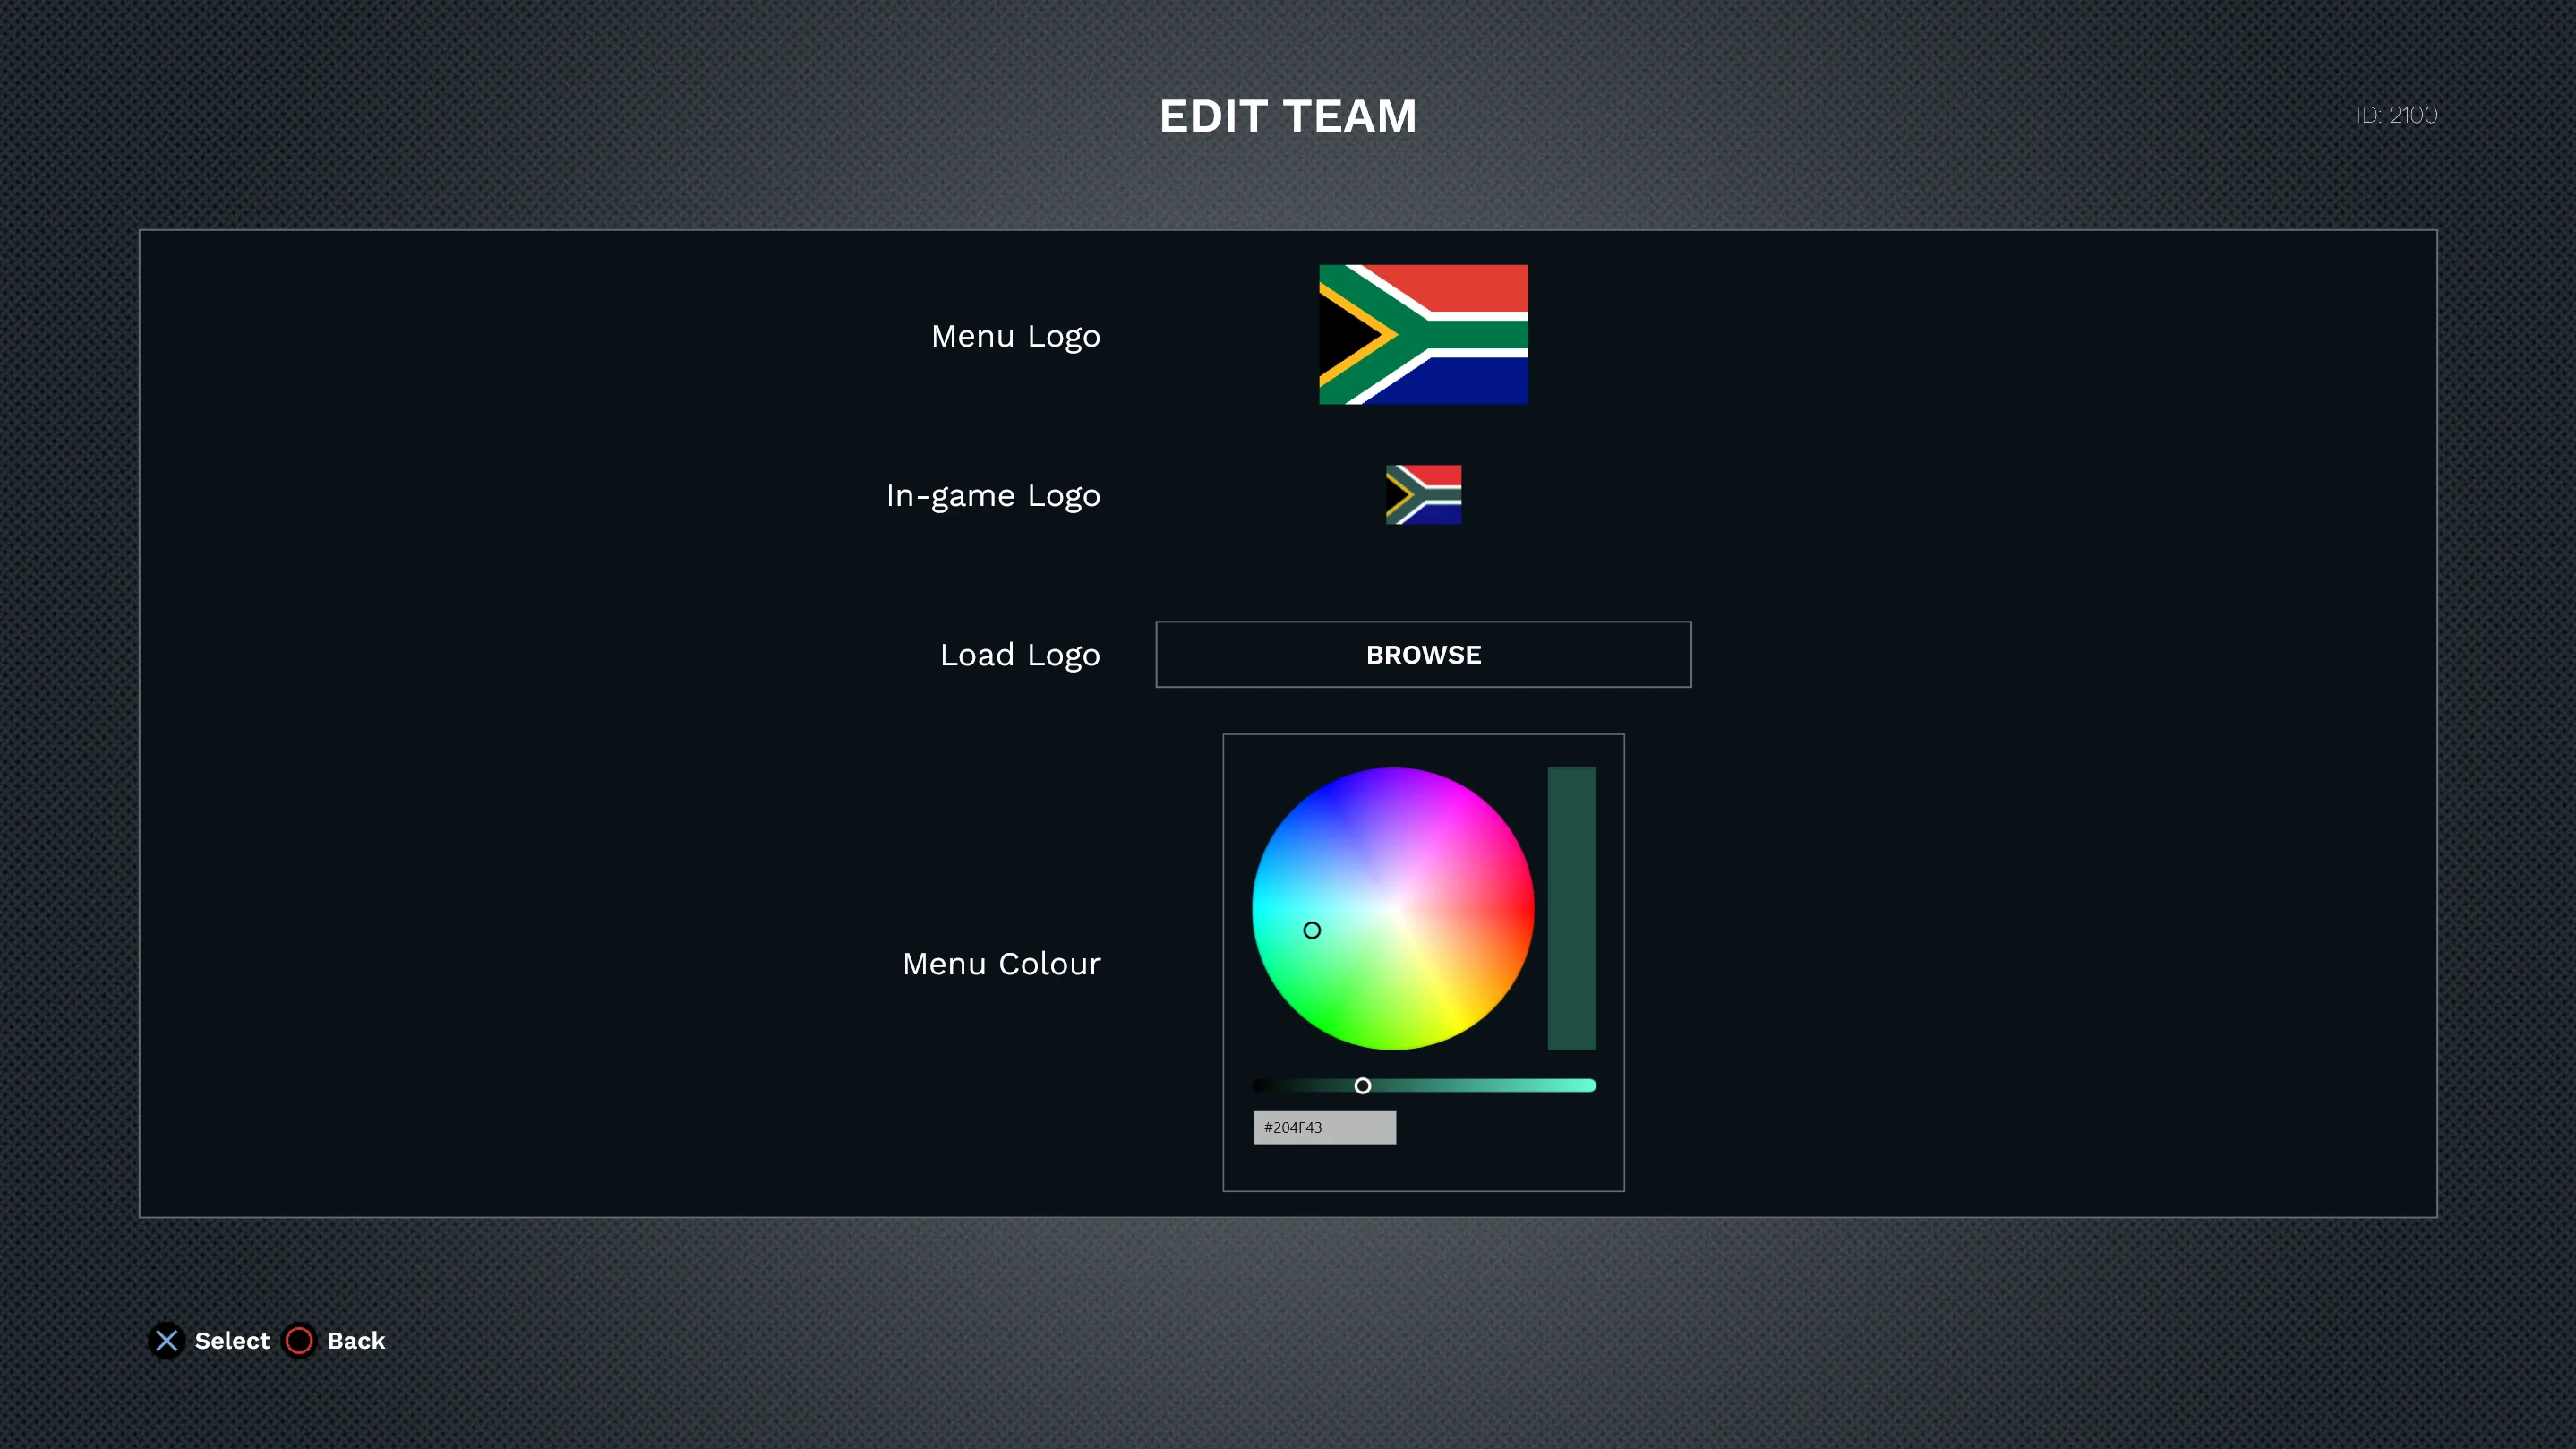 EDIT TEAM
ID: 2100
Menu Logo
In-game Logo
Load Logo
BROWSE
Menu Colour
#204F43
Select
Back